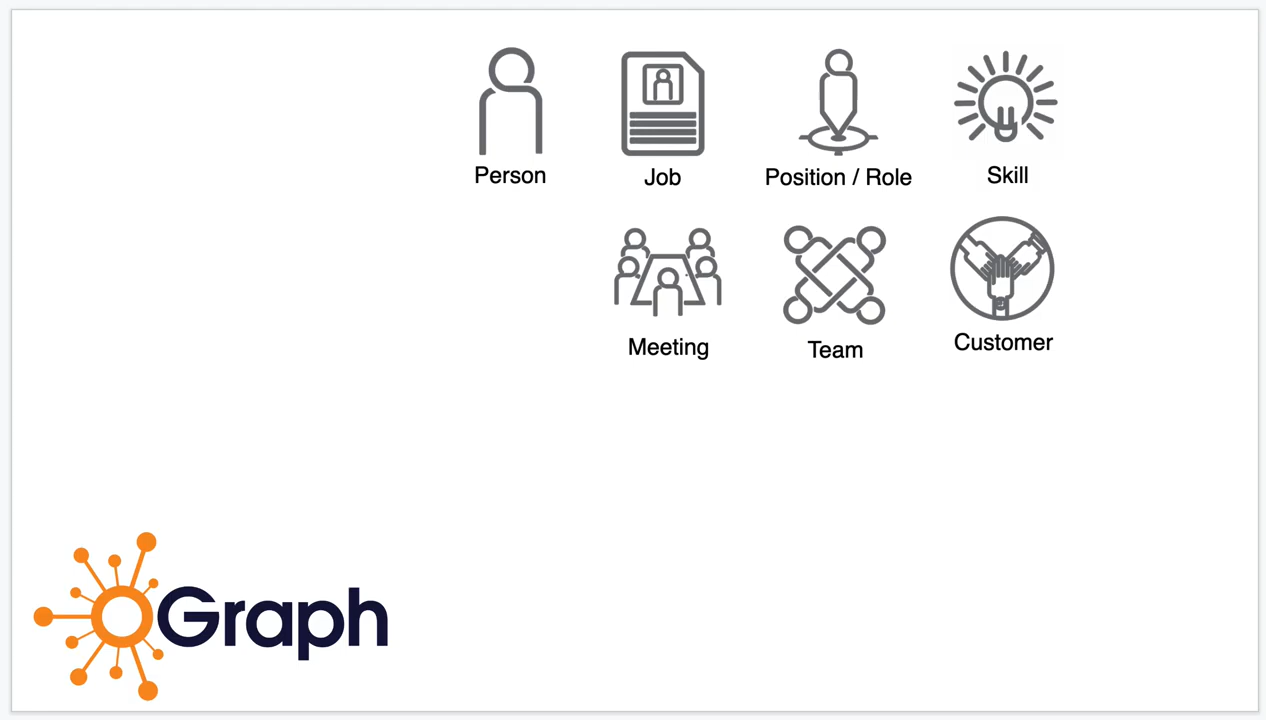 Person
Job
Position / Role
Skill
Meeting
Team
Customer
OGraph